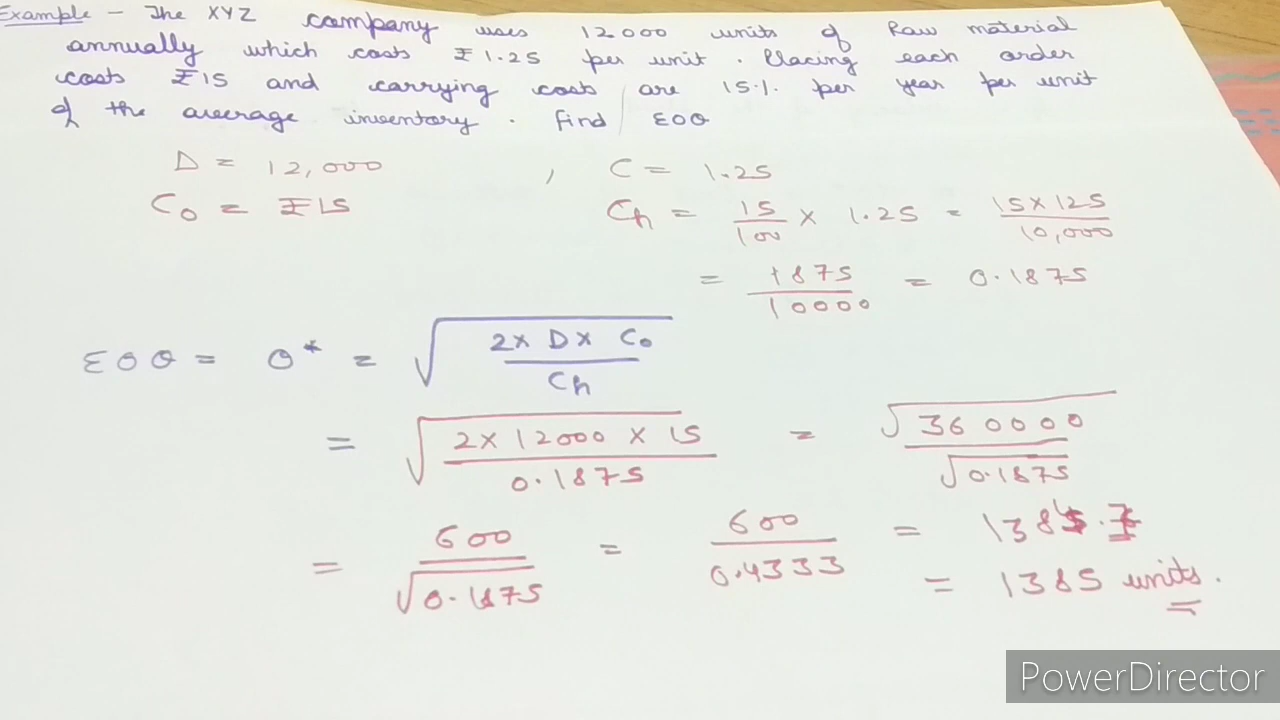 Example - The XYZ company uses 12000 units of Raw material
annually which costs ₹1.25 per unit. Placing each order
costs ₹15 and carrying costs are 15% per year per unit
of the average inventory. find EOQ
D = 12,000 , C = 1.25
Co = ₹15 Ch = 15/100 × 1.25 = 15×125/10,000
= 1875/10000 = 0.1875
EOQ = Q* = √(2× D× Co/Ch)
= √(2×12000 × 15/0.1875) = √360000/√0.1875
= 600/√0.1875 = 600/0.4333 = 1384.7
= 1385 units.
PowerDirector